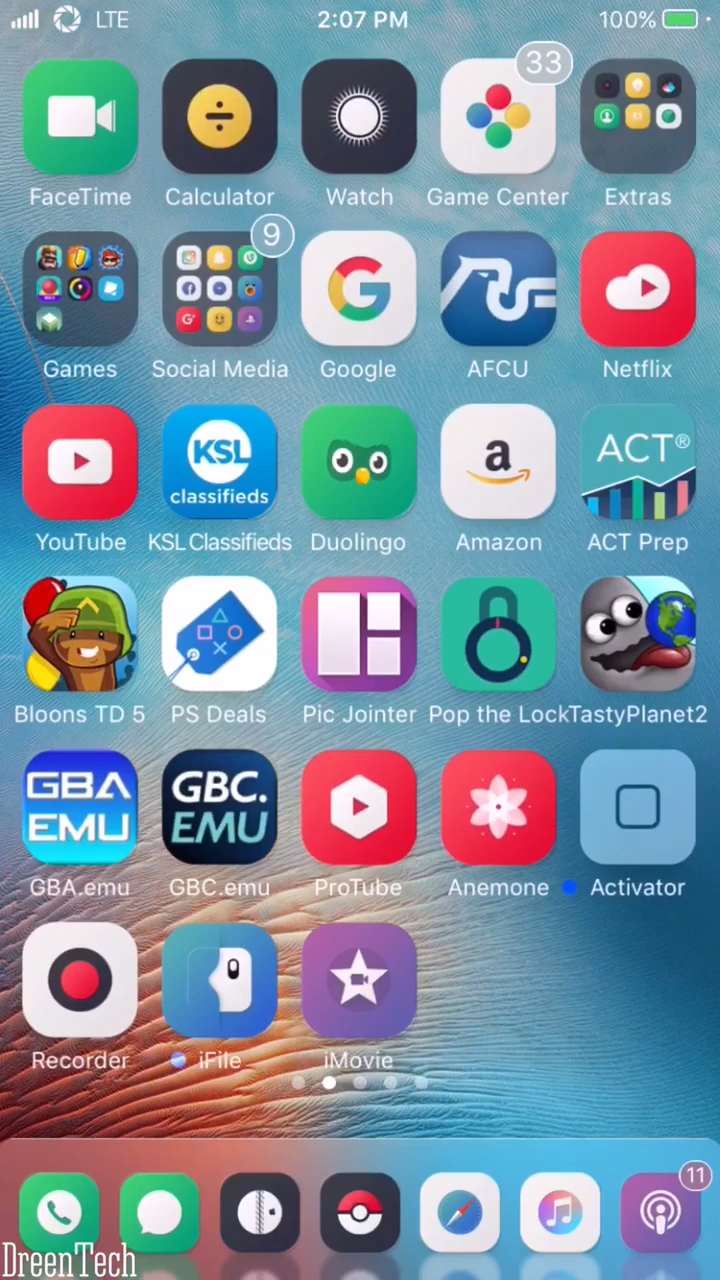 LTE 2:07 PM 100%
33
FaceTime Calculator Watch Game Center Extras
9
Games Social Media Google AFCU Netflix
KSL
classifieds
a
ACT®
YouTube KSL Classifieds Duolingo Amazon ACT Prep
Bloons TD 5 PS Deals Pic Jointer Pop the Lock TastyPlanet2
GBA
EMU
GBC.
EMU
GBA.emu GBC.emu ProTube Anemone Activator
Recorder iFile iMovie
11
DreenTech